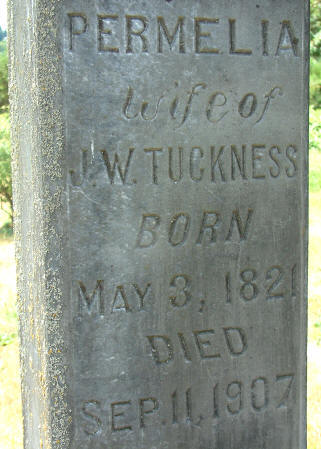 PERMELIA
Wife of
J.W. TUCKNESS
BORN
MAY 3, 1821
DIED
SEP. 11, 1907